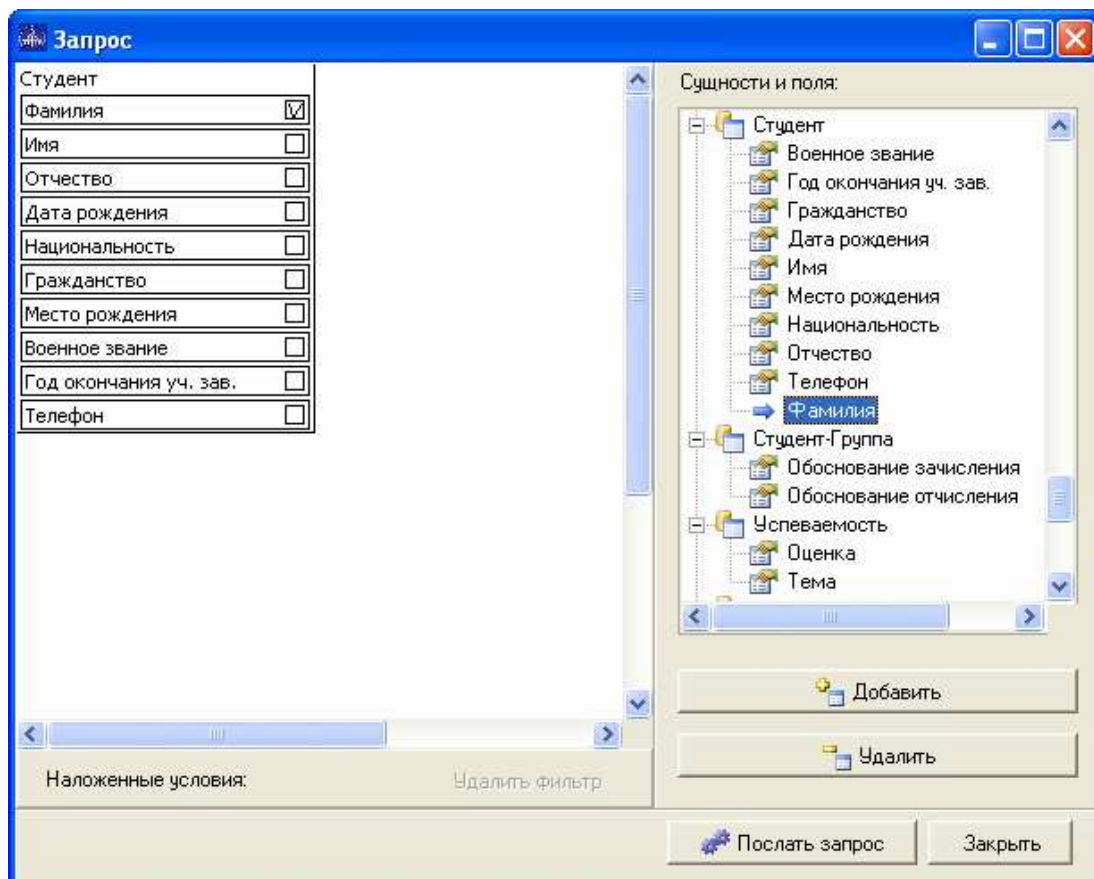 Запрос
Студент
Фамилия
Имя
Отчество
Дата рождения
Национальность
Гражданство
Место рождения
Военное звание
Год окончания уч. зав.
Телефон
Наложенные условия:
Удалить фильтр
Сущности и поля:
Студент
Военное звание
Год окончания уч. зав.
Гражданство
Дата рождения
Имя
Место рождения
Национальность
Отчество
Телефон
Фамилия
Студент-Группа
Обоснование зачисления
Обоснование отчисления
Успеваемость
Оценка
Тема
Добавить
Удалить
Послать запрос
Закрыть